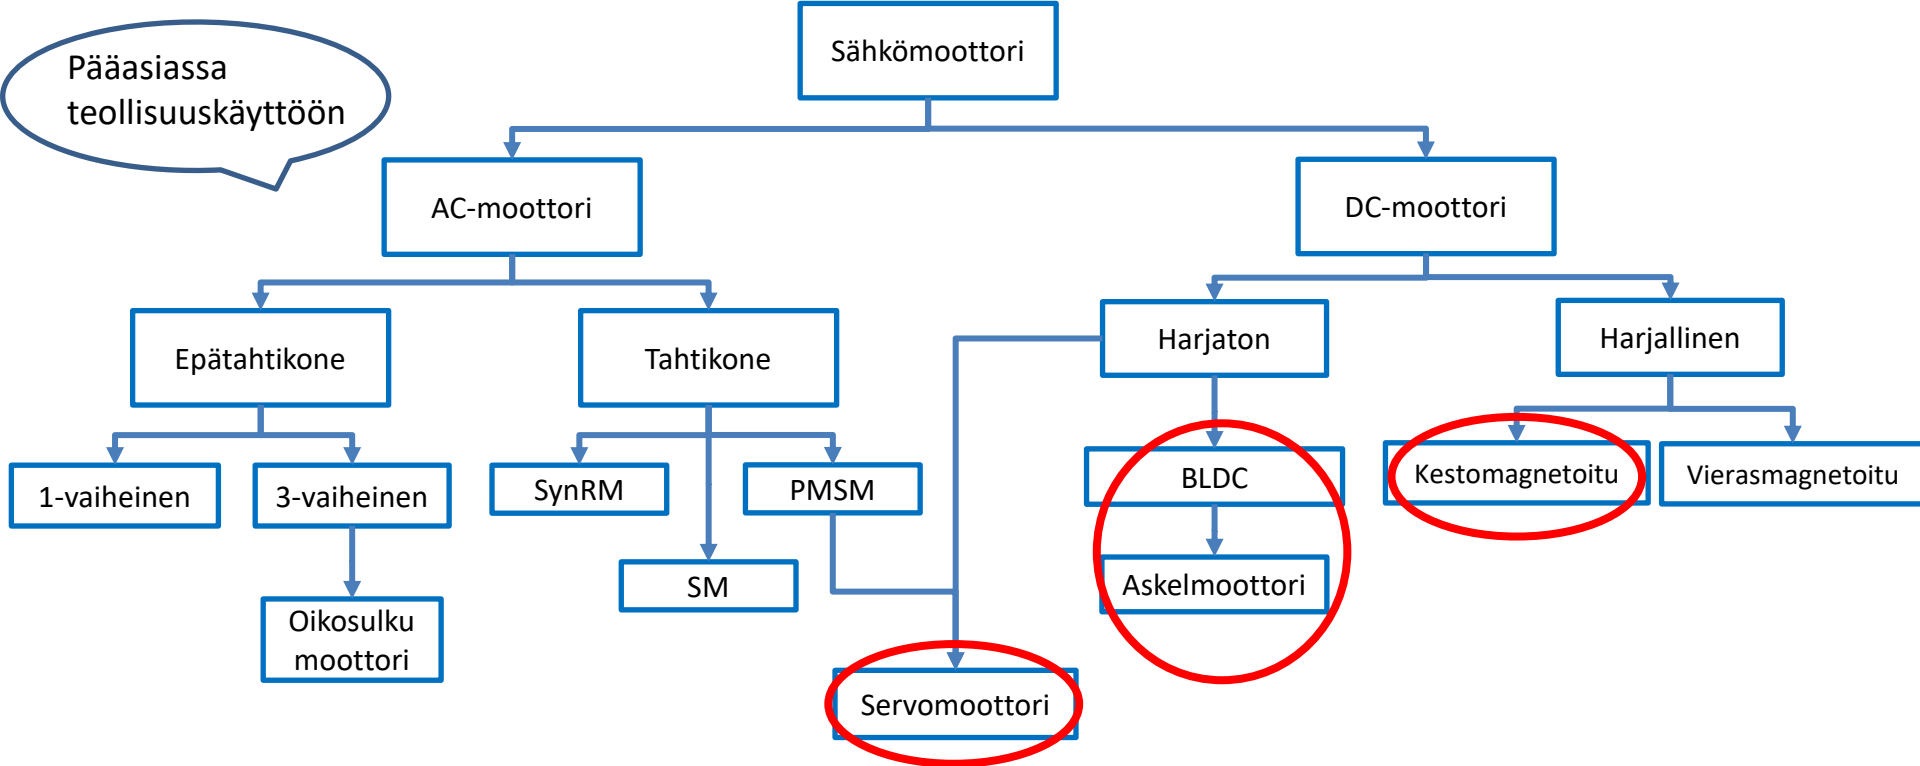 Pääasiassa
teollisuuskäyttöön
Sähkömoottori
AC-moottori
DC-moottori
Epätahtikone
Tahtikone
Harjaton
Harjallinen
1-vaiheinen
3-vaiheinen
SynRM
PMSM
BLDC
Kestomagnetoitu
Vierasmagnetoitu
SM
Askelmoottori
Oikosulku
moottori
Servomoottori